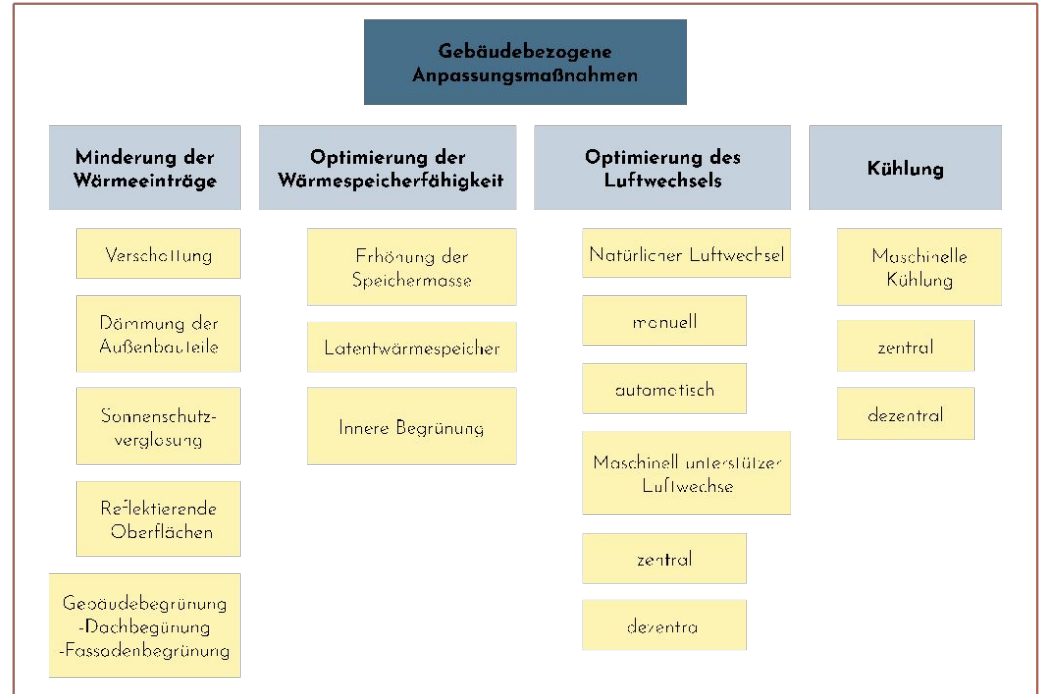 Gebäudebezogene
Anpassungsmaßnahmen
Minderung der
Wärmeeinträge
Verschattung
Dämmung der
Außenbauteile
Sonnenschutz-
verglasung
Reflektierende
Oberflächen
Gebäudebegrünung
-Dachbegünung
-Fassadenbegrünung
Optimierung der
Wärmespeicherfähigkeit
Erhöhung der
Speichermasse
Latentwärmespeicher
Innere Begrünung
Optimierung des
Luftwechsels
Natürlicher Luftwechsel
manuell
automatisch
Maschinell unterstützer
Luftwechse
zentral
dezentra
Kühlung
Maschinelle
Kühlung
zentral
dezentral